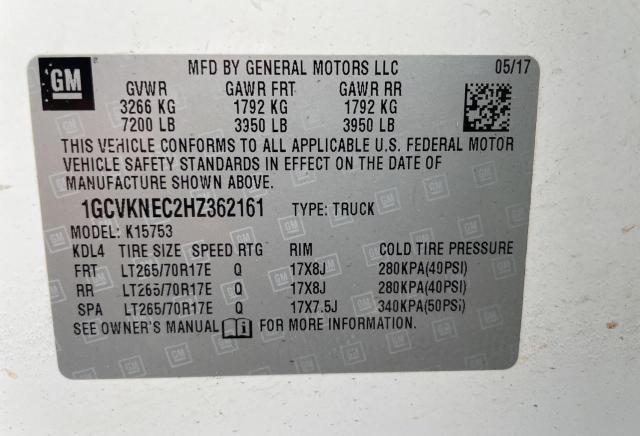 GM MFD BY GENERAL MOTORS LLC 05/17
GVWR GAWR FRT GAWR RR
3266 KG 1792 KG 1792 KG
7200 LB 3950 LB 3950 LB
THIS VEHICLE CONFORMS TO ALL APPLICABLE U.S. FEDERAL MOTOR
VEHICLE SAFETY STANDARDS IN EFFECT ON THE DATE OF
MANUFACTURE SHOWN ABOVE.
1GCVKNEC2HZ362161 TYPE: TRUCK
MODEL: K15753
KDL4 TIRE SIZE SPEED RTG RIM COLD TIRE PRESSURE
FRT LT265/70R17E Q 17X8J 280KPA(40PSI)
RR LT265/70R17E Q 17X8J 280KPA(40PSI)
SPA LT265/70R17E Q 17X7.5J 340KPA(50PSI)
SEE OWNER'S MANUAL i FOR MORE INFORMATION.